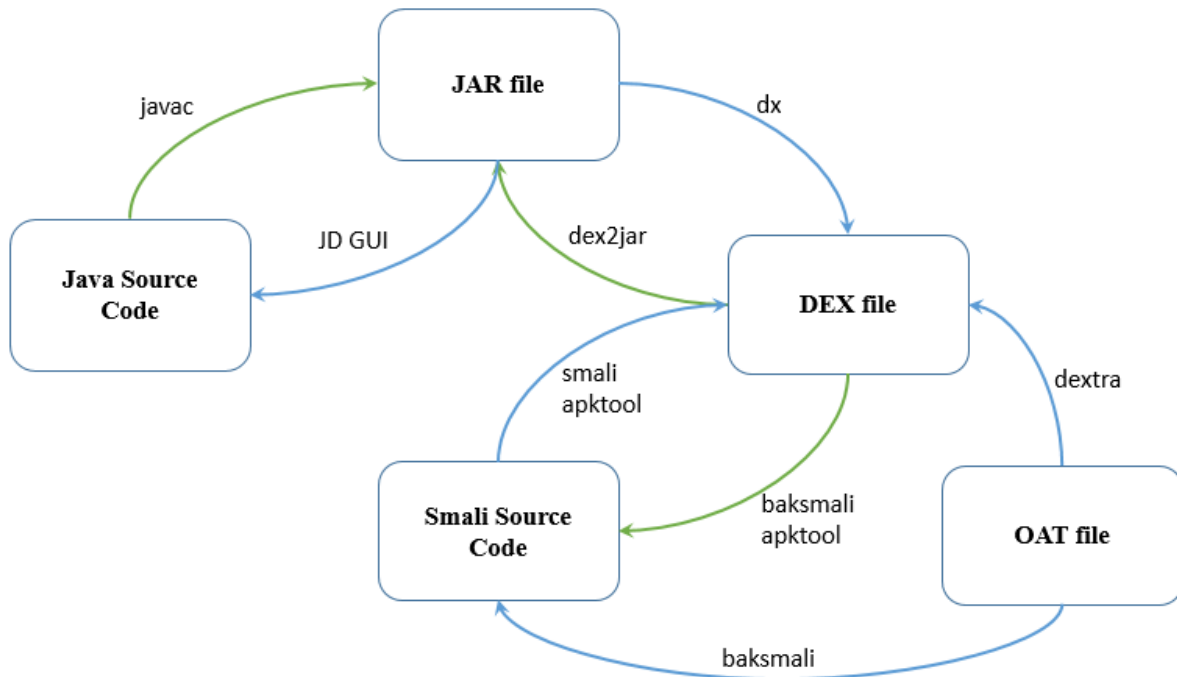 JAR file
javac
dx
JD GUI
dex2jar
Java Source
Code
DEX file
smali
apktool
dextra
baksmali
apktool
Smali Source
Code
OAT file
baksmali